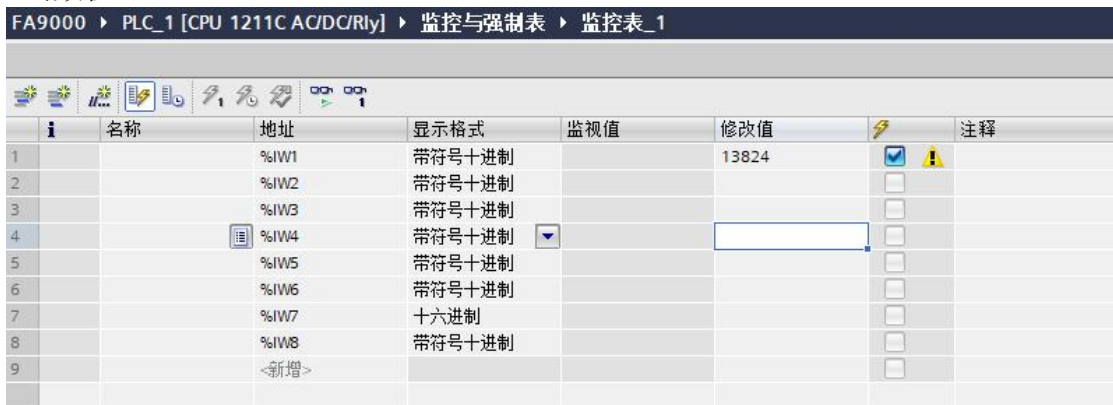 FA9000 ▸ PLC_1 [CPU 1211C AC/DC/Rly] ▸ 监控与强制表 ▸ 监控表_1
i 名称 地址 显示格式 监视值 修改值 注释
1 %IW1 带符号十进制 13824
2 %IW2 带符号十进制
3 %IW3 带符号十进制
4 %IW4 带符号十进制
5 %IW5 带符号十进制
6 %IW6 带符号十进制
7 %IW7 十六进制
8 %IW8 带符号十进制
9 <新增>